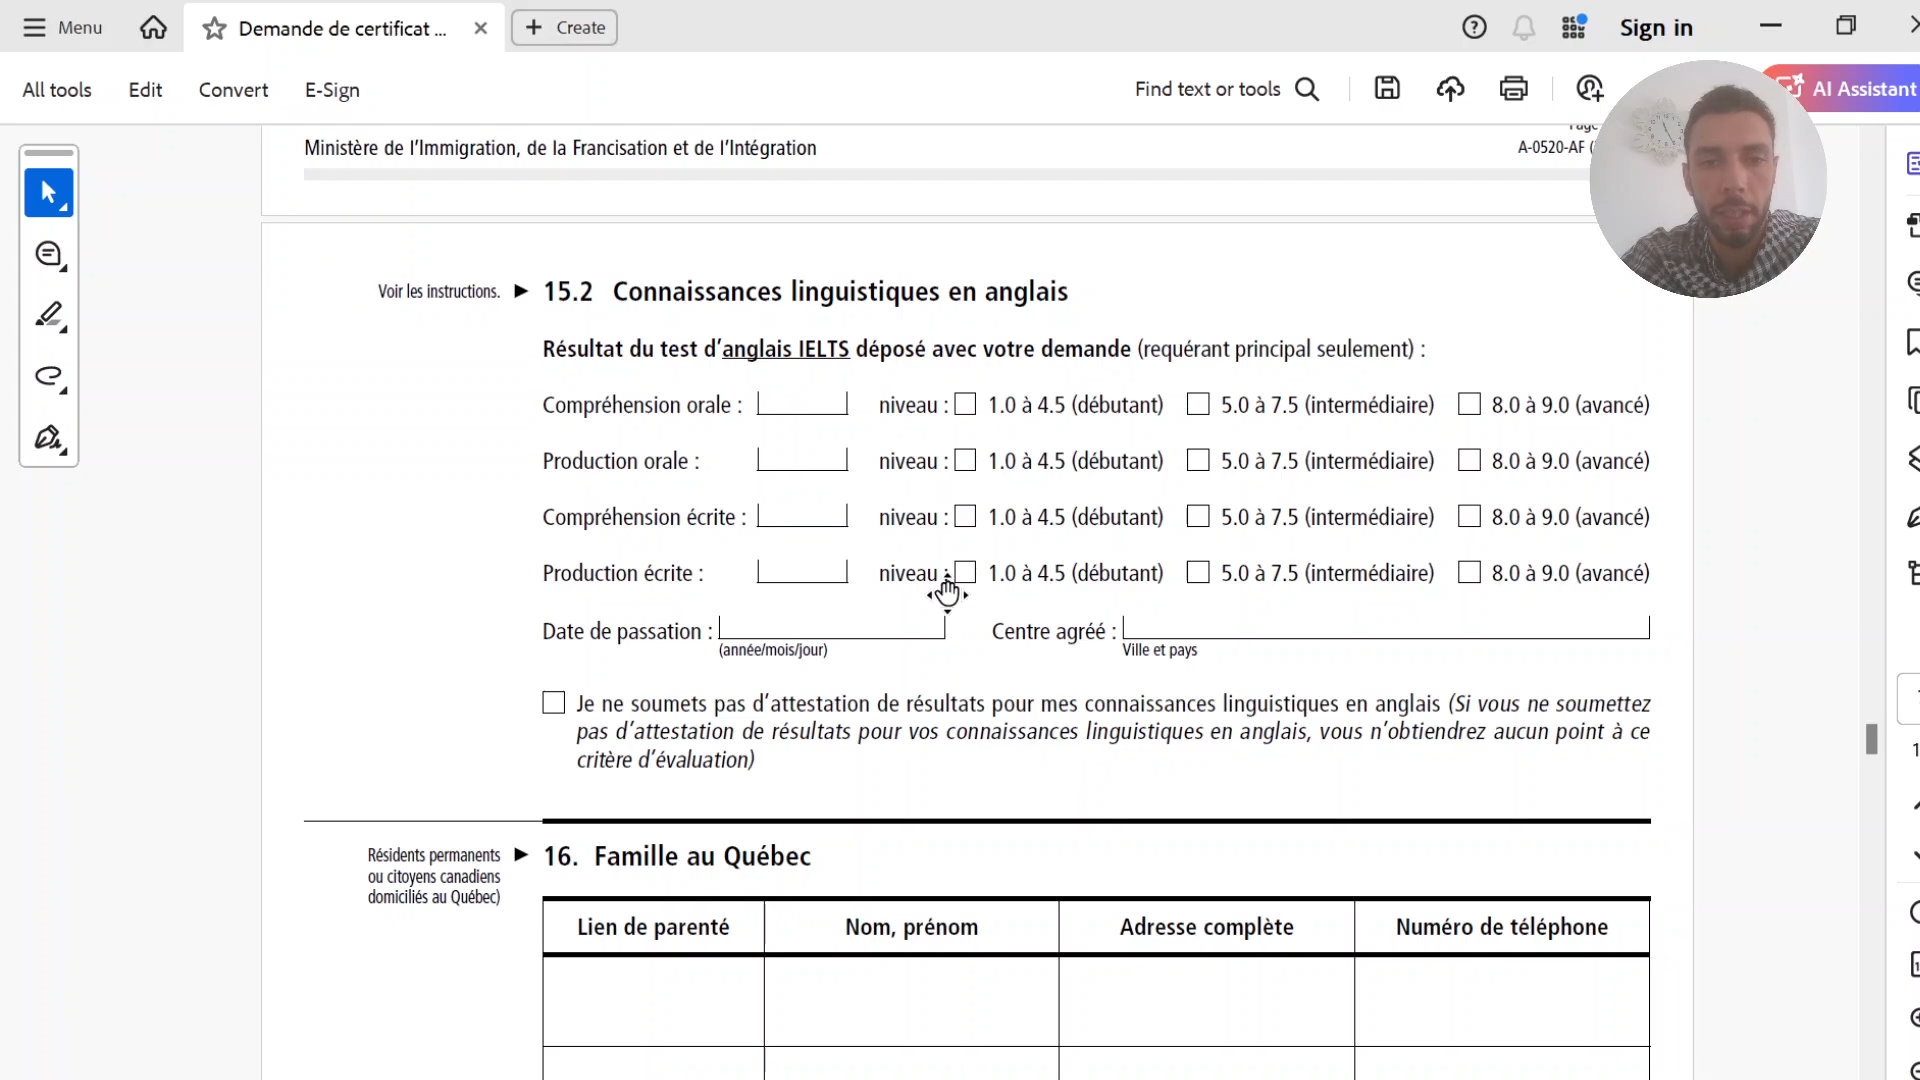 Menu
Demande de certificat ...
Create
Sign in
All tools
Edit
Convert
E-Sign
Find text or tools
AI Assistant
Ministère de l'Immigration, de la Francisation et de l'Intégration
A-0520-AF (
Voir les instructions. ► 15.2 Connaissances linguistiques en anglais
Résultat du test d'anglais IELTS déposé avec votre demande (requérant principal seulement) :
Compréhension orale : niveau : 1.0 à 4.5 (débutant) 5.0 à 7.5 (intermédiaire) 8.0 à 9.0 (avancé)
Production orale : niveau : 1.0 à 4.5 (débutant) 5.0 à 7.5 (intermédiaire) 8.0 à 9.0 (avancé)
Compréhension écrite : niveau : 1.0 à 4.5 (débutant) 5.0 à 7.5 (intermédiaire) 8.0 à 9.0 (avancé)
Production écrite : niveau : 1.0 à 4.5 (débutant) 5.0 à 7.5 (intermédiaire) 8.0 à 9.0 (avancé)
Date de passation : Centre agréé :
(année/mois/jour) Ville et pays
Je ne soumets pas d'attestation de résultats pour mes connaissances linguistiques en anglais (Si vous ne soumettez
pas d'attestation de résultats pour vos connaissances linguistiques en anglais, vous n'obtiendrez aucun point à ce
critère d'évaluation)
Résidents permanents
ou citoyens canadiens
domiciliés au Québec)
► 16. Famille au Québec
Lien de parenté
Nom, prénom
Adresse complète
Numéro de téléphone